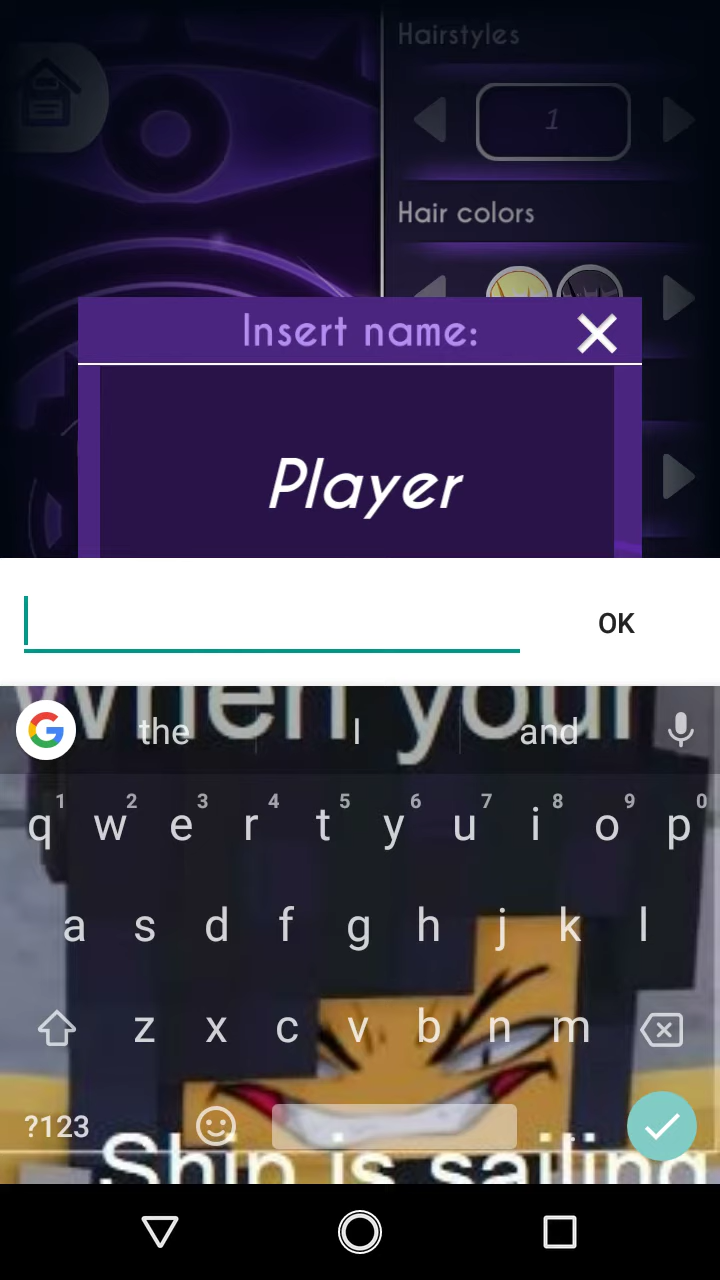 Hairstyles
1
Hair colors
Insert name:
Player
OK
When your
the I and
1 2 3 4 5 6 7 8 9 0
q w e r t y u i o p
a s d f g h j k l
z x c v b n m
?123
Ship is sailing